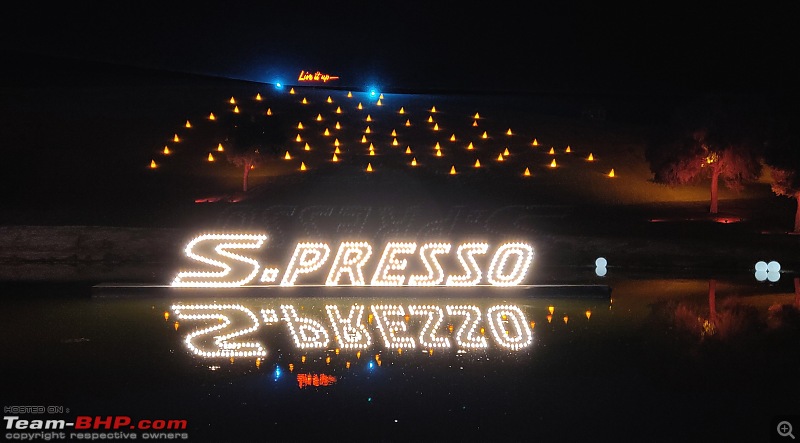 Live it up
S.PRESSO
HOSTED ON :
Team-BHP.com
copyright respective owners